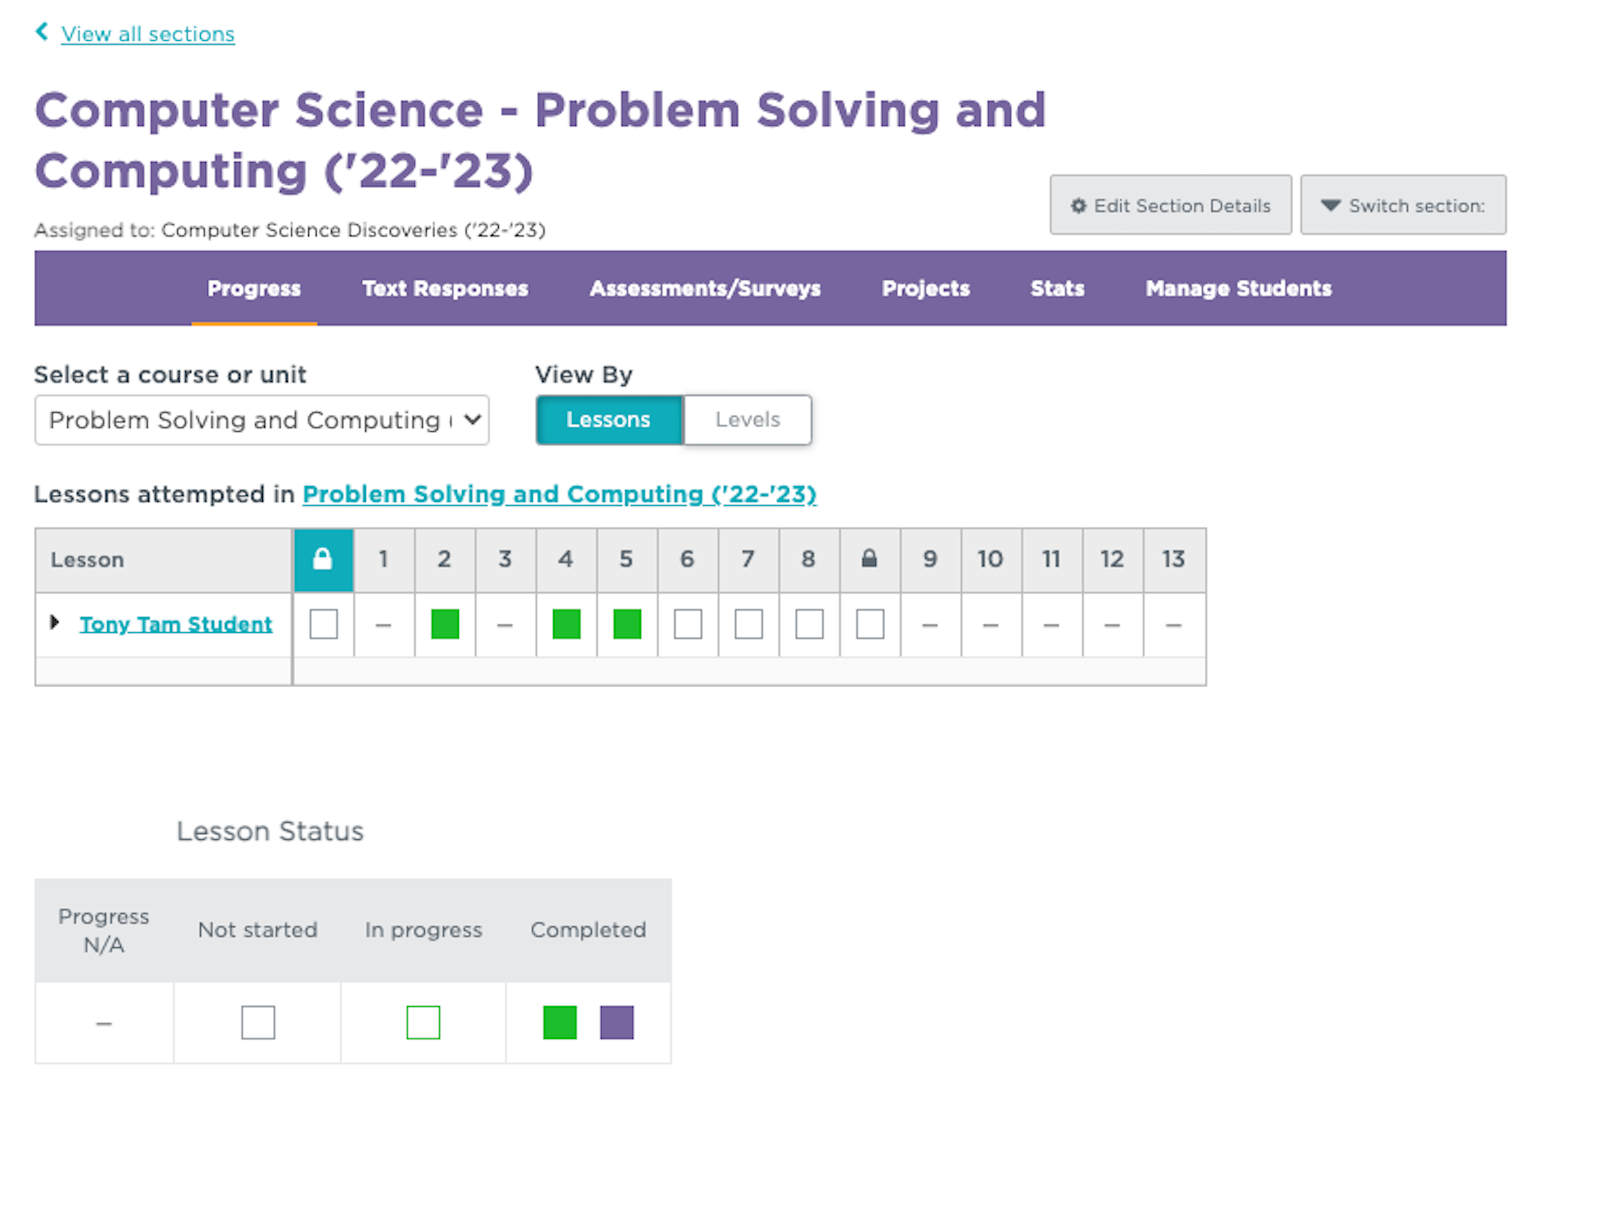 View all sections
Computer Science - Problem Solving and
Computing ('22-'23)
Assigned to: Computer Science Discoveries ('22-'23)
Edit Section Details
Switch section:
Progress Text Responses Assessments/Surveys Projects Stats Manage Students
Select a course or unit
View By
Problem Solving and Computing (
Lessons Levels
Lessons attempted in Problem Solving and Computing ('22-'23)
Lesson 1 2 3 4 5 6 7 8 9 10 11 12 13
Tony Tam Student – – – – – – –
Lesson Status
Progress
N/A
Not started In progress Completed
–